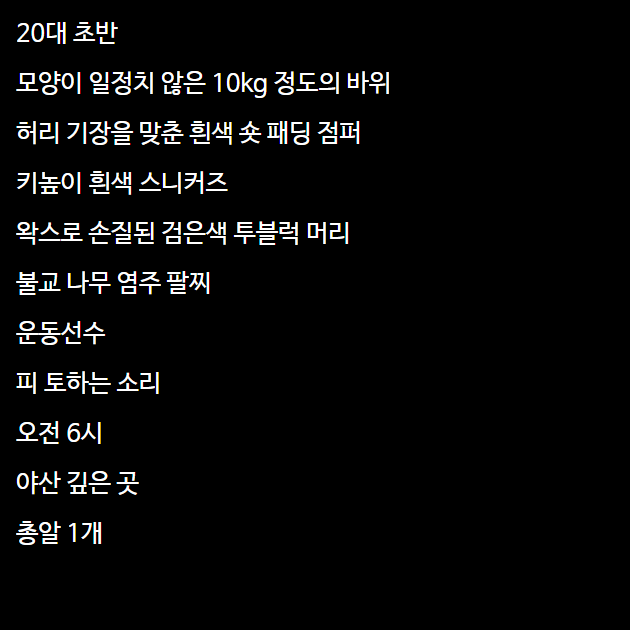 20대 초반
모양이 일정치 않은 10kg 정도의 바위
허리 기장을 맞춘 흰색 숏 패딩 점퍼
키높이 흰색 스니커즈
왁스로 손질된 검은색 투블럭 머리
불교 나무 염주 팔찌
운동선수
피 토하는 소리
오전 6시
야산 깊은 곳
총알 1개